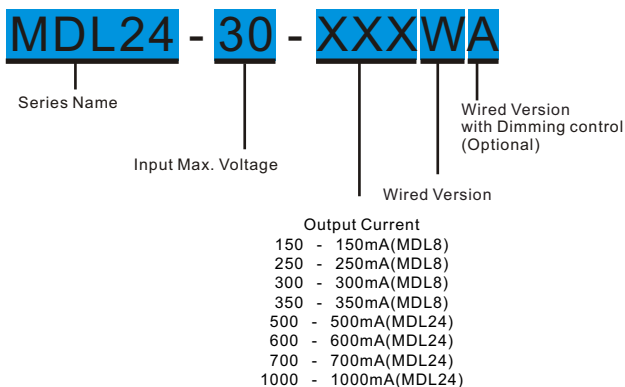 MDL24 - 30 - XXXWA
Series Name
Wired Version
with Dimming control
(Optional)
Input Max. Voltage
Wired Version
Output Current
150 - 150mA(MDL8)
250 - 250mA(MDL8)
300 - 300mA(MDL8)
350 - 350mA(MDL8)
500 - 500mA(MDL24)
600 - 600mA(MDL24)
700 - 700mA(MDL24)
1000 - 1000mA(MDL24)